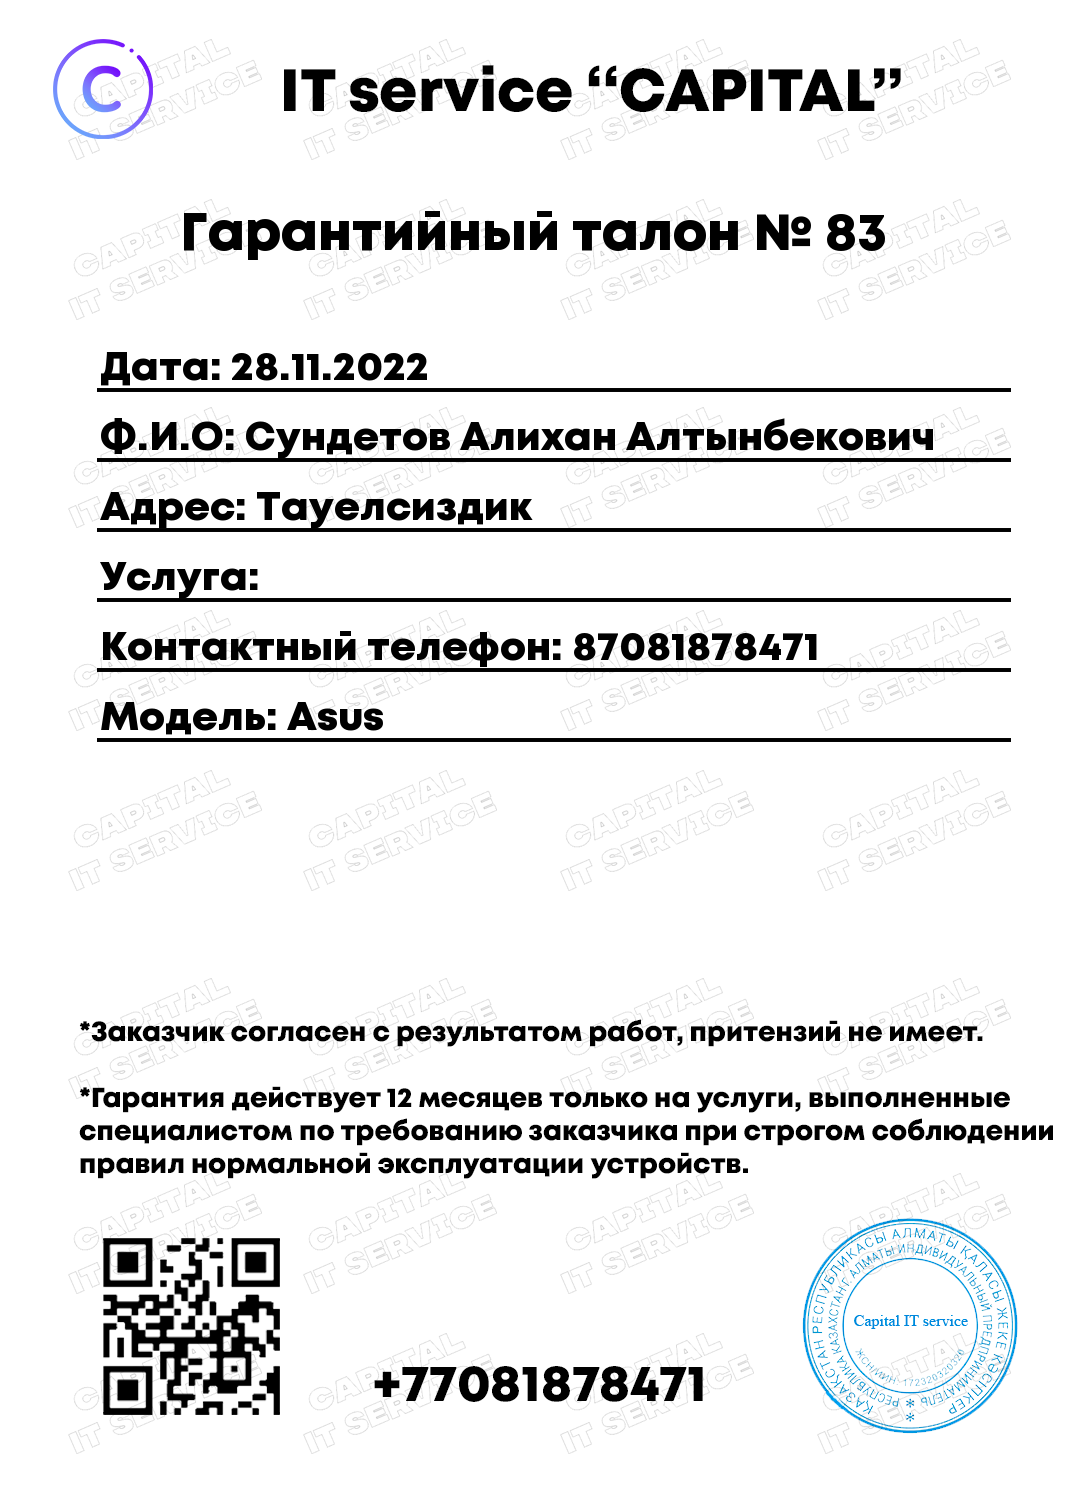 C
IT service “CAPITAL”
Гарантийный талон № 83
Дата: 28.11.2022
Ф.И.О: Сундетов Алихан Алтынбекович
Адрес: Тауелсиздик
Услуга:
Контактный телефон: 87081878471
Модель: Asus
CAPITAL
IT SERVICE
*Заказчик согласен с результатом работ, притензий не имеет.
*Гарантия действует 12 месяцев только на услуги, выполненные
специалистом по требованию заказчика при строгом соблюдении
правил нормальной эксплуатации устройств.
+77081878471
ҚАЗАҚСТАН РЕСПУБЛИКАСЫ АЛМАТЫ ҚАЛАСЫ ЖЕКЕ КӘСІПКЕР
РЕСПУБЛИКА КАЗАХСТАН Г. АЛМАТЫ ИНДИВИДУАЛЬНЫЙ ПРЕДПРИНИМАТЕЛЬ
Capital IT service